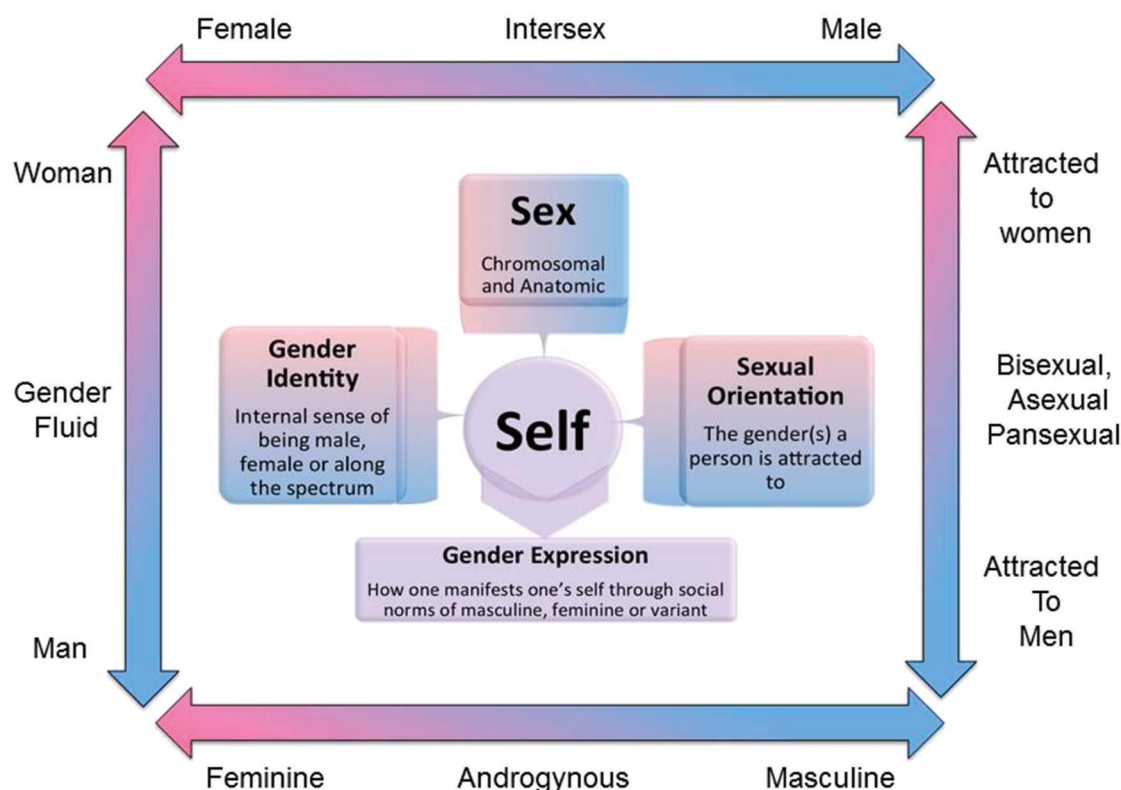 Female Intersex Male
Woman
Gender
Fluid
Man
Sex
Chromosomal
and Anatomic
Gender
Identity
Internal sense of
being male,
female or along
the spectrum
Self
Sexual
Orientation
The gender(s) a
person is attracted
to
Gender Expression
How one manifests one’s self through social
norms of masculine, feminine or variant
Attracted
to
women
Bisexual,
Asexual
Pansexual
Attracted
To
Men
Feminine Androgynous Masculine